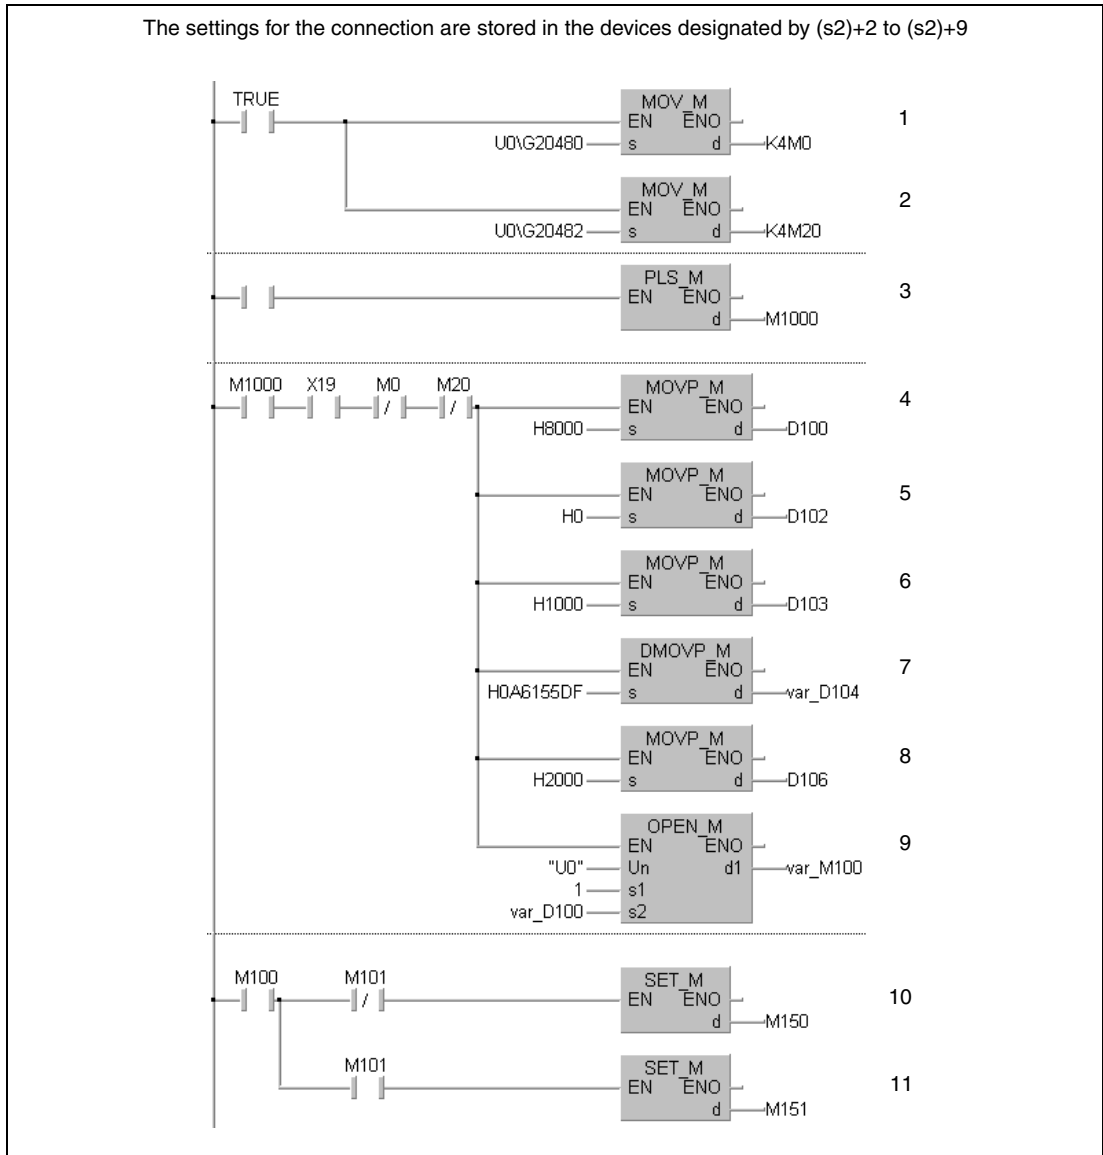 The settings for the connection are stored in the devices designated by (s2)+2 to (s2)+9
TRUE
MOV_M
EN ENO
U0\G20480 s d K4M0
1
MOV_M
EN ENO
U0\G20482 s d K4M20
2
PLS_M
EN ENO
d M1000
3
M1000 X19 M0 M20
MOVP_M
EN ENO
H8000 s d D100
4
MOVP_M
EN ENO
H0 s d D102
5
MOVP_M
EN ENO
H1000 s d D103
6
DMOVP_M
EN ENO
H0A6155DF s d var_D104
7
MOVP_M
EN ENO
H2000 s d D106
8
OPEN_M
EN ENO
"U0" Un d1 var_M100
1 s1
var_D100 s2
9
M100 M101
SET_M
EN ENO
d M150
10
M101
SET_M
EN ENO
d M151
11